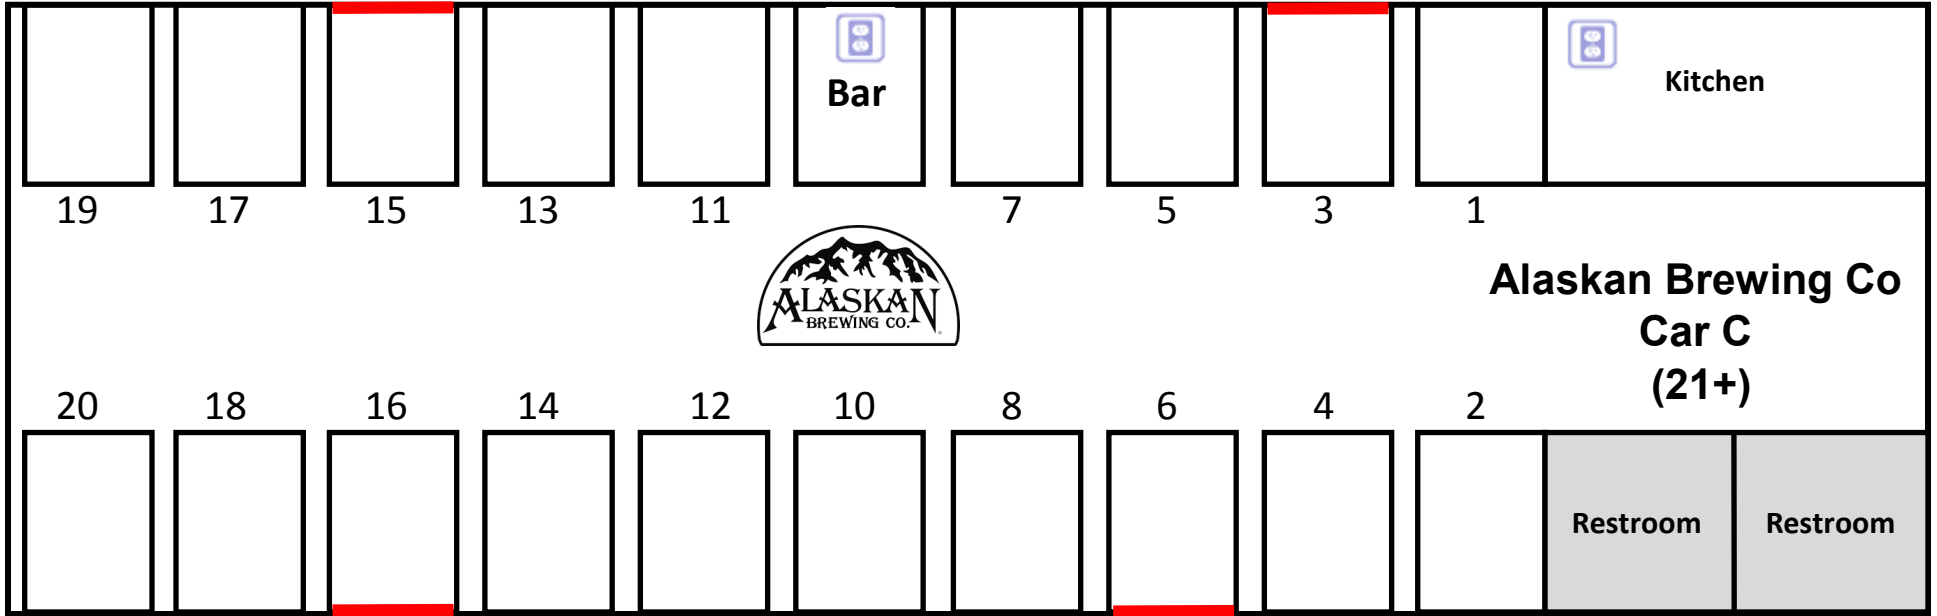 Bar
Kitchen
19 17 15 13 11 7 5 3 1
ALASKAN
BREWING CO.
Alaskan Brewing Co
Car C
(21+)
20 18 16 14 12 10 8 6 4 2
Restroom Restroom